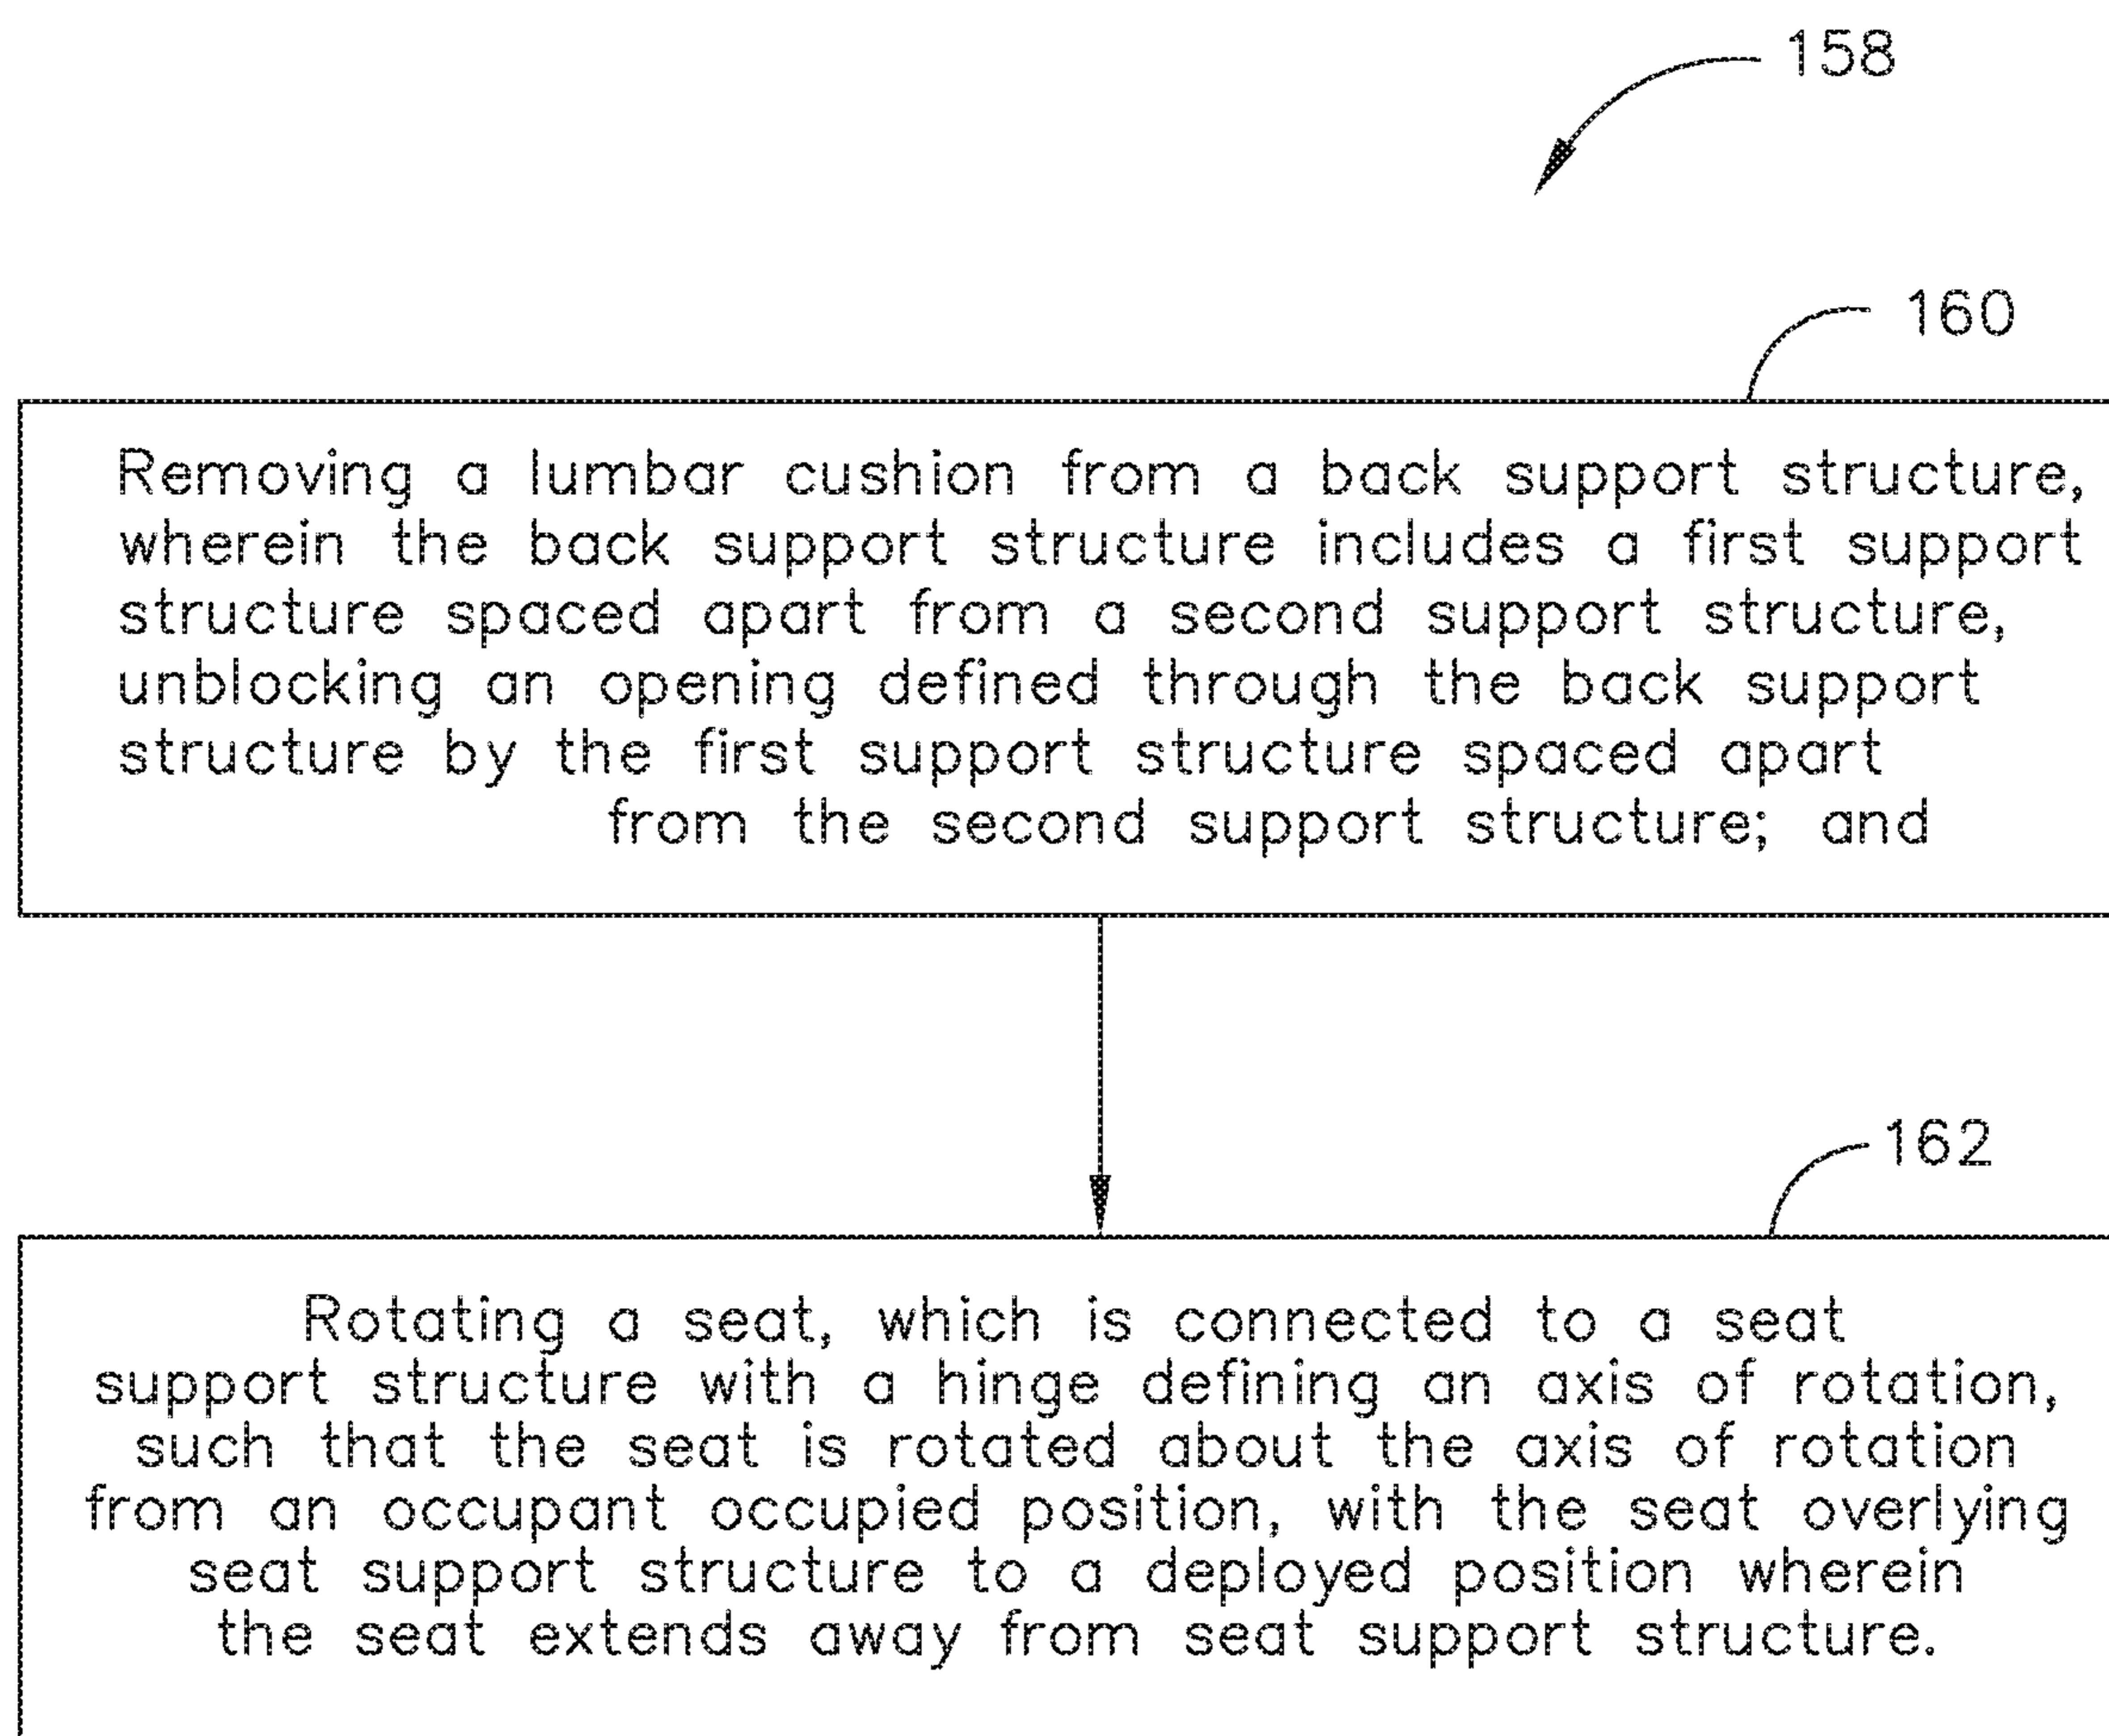 158
160
Removing a lumbar cushion from a back support structure,
wherein the back support structure includes a first support
structure spaced apart from a second support structure,
unblocking an opening defined through the back support
structure by the first support structure spaced apart
from the second support structure; and
162
Rotating a seat, which is connected to a seat
support structure with a hinge defining an axis of rotation,
such that the seat is rotated about the axis of rotation
from an occupant occupied position, with the seat overlying
seat support structure to a deployed position wherein
the seat extends away from seat support structure.